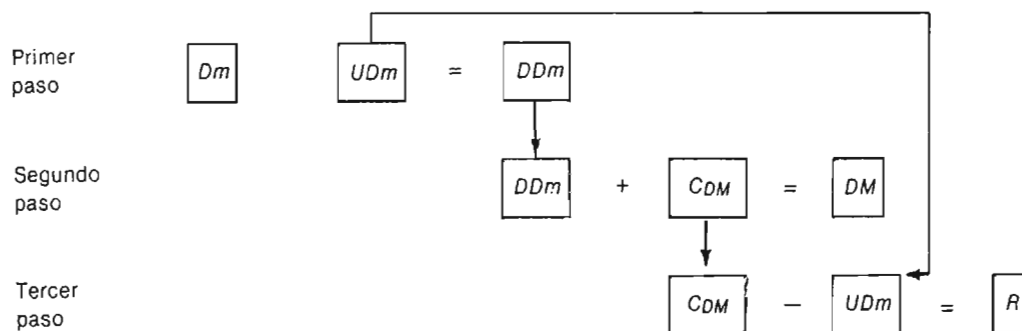 Primer
paso
Dm UDm = DDm
Segundo
paso
DDm + CDM = DM
Tercer
paso
CDM − UDm = R